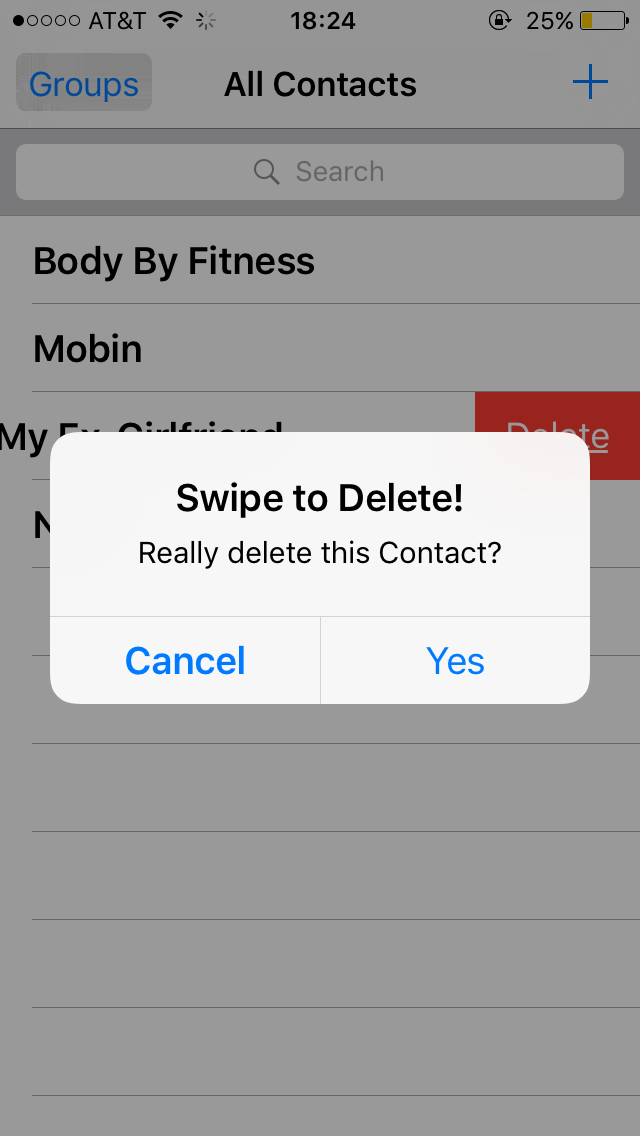 AT&T 18:24 25%
Groups All Contacts
Search
Body By Fitness
Mobin
My Ex-Girlfriend Delete
Swipe to Delete!
Really delete this Contact?
Cancel Yes